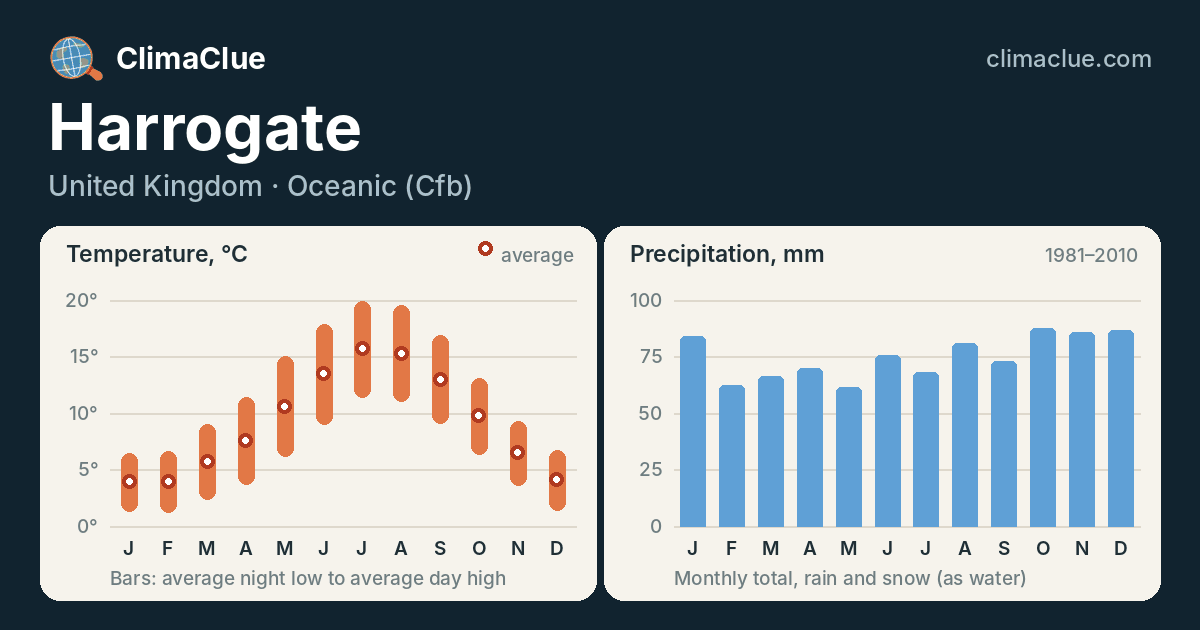 ClimaClue
climaclue.com
Harrogate
United Kingdom · Oceanic (Cfb)
Temperature, °C
average
20°
15°
10°
5°
0°
J F M A M J J A S O N D
Bars: average night low to average day high
Precipitation, mm
1981–2010
100
75
50
25
0
J F M A M J J A S O N D
Monthly total, rain and snow (as water)